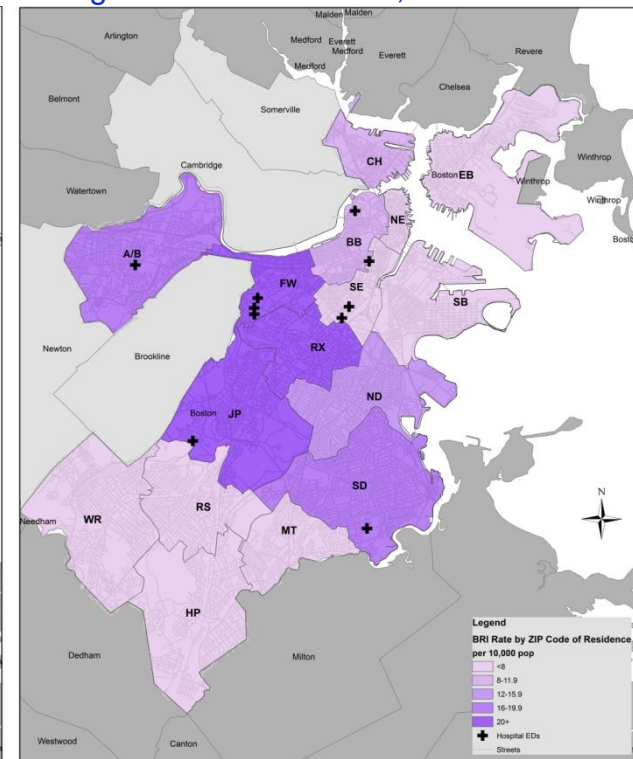 Malden Malden
Arlington
Medford Everett
Medford
Everett
Medford
Revere
Belmont
Chelsea
Somerville
CH
Winthrop
Cambridge
Boston EB
Winthrop
Watertown
NE
Winthrop
BB
A/B
SE
FW
SB
Newton
Brookline
RX
ND
Boston JP
SD
RS
WR
MT
Needham
N
HP
Dedham
Milton
Westwood
Canton
Legend
BRI Rate by ZIP Code of Residence
per 10,000 pop
<8
8-11.9
12-15.9
16-19.9
20+
Hospital EDs
Streets